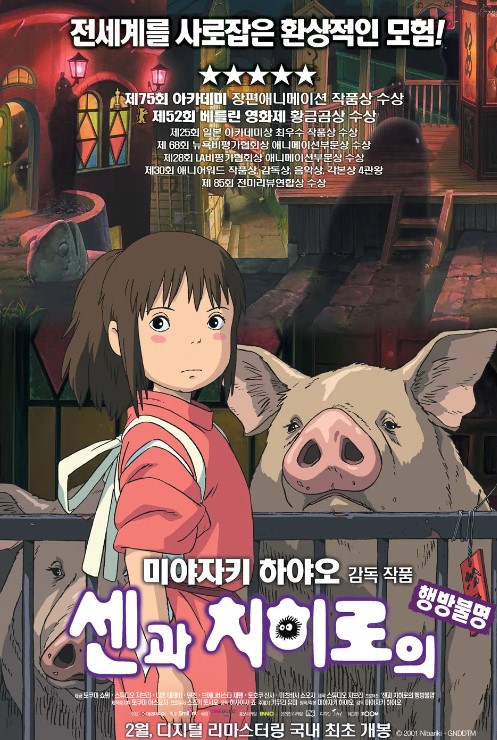 전세계를 사로잡은 환상적인 모험!
제75회 아카데미 장편애니메이션 작품상 수상
제52회 베를린 영화제 황금곰상 수상
제25회 일본 아카데미상 최우수 작품상 수상
제 68회 뉴욕비평가협회상 애니메이션부문상 수상
제28회 LA비평가협회상 애니메이션부문상 수상
제30회 애니어워드 작품상, 감독상, 음악상, 각본상 4관왕
제 85회 전미리뷰연합상 수상
미야자키 하야오 감독 작품
센과 치히로의 행방불명
2월, 디지털 리마스터링 국내 최초 개봉
© 2001 Nibariki - GNDDTM